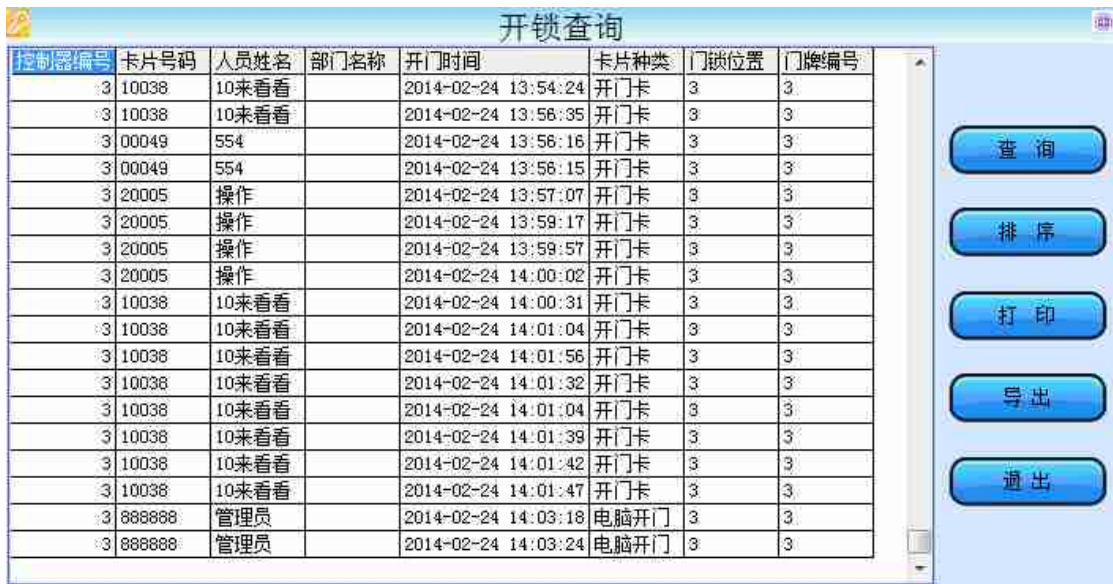 开锁查询
控制器编号 卡片号码 人员姓名 部门名称 开门时间 卡片种类 门锁位置 门牌编号
3 10038 10来看看 2014-02-24 13:54:24 开门卡 3 3
3 10038 10来看看 2014-02-24 13:56:35 开门卡 3 3
3 00049 554 2014-02-24 13:56:16 开门卡 3 3
3 00049 554 2014-02-24 13:56:15 开门卡 3 3
3 20005 操作 2014-02-24 13:57:07 开门卡 3 3
3 20005 操作 2014-02-24 13:59:17 开门卡 3 3
3 20005 操作 2014-02-24 13:59:57 开门卡 3 3
3 20005 操作 2014-02-24 14:00:02 开门卡 3 3
3 10038 10来看看 2014-02-24 14:00:31 开门卡 3 3
3 10038 10来看看 2014-02-24 14:01:04 开门卡 3 3
3 10038 10来看看 2014-02-24 14:01:56 开门卡 3 3
3 10038 10来看看 2014-02-24 14:01:32 开门卡 3 3
3 10038 10来看看 2014-02-24 14:01:04 开门卡 3 3
3 10038 10来看看 2014-02-24 14:01:39 开门卡 3 3
3 10038 10来看看 2014-02-24 14:01:42 开门卡 3 3
3 10038 10来看看 2014-02-24 14:01:47 开门卡 3 3
3 888888 管理员 2014-02-24 14:03:18 电脑开门 3 3
3 888888 管理员 2014-02-24 14:03:24 电脑开门 3 3
查 询
排 序
打 印
导 出
退 出